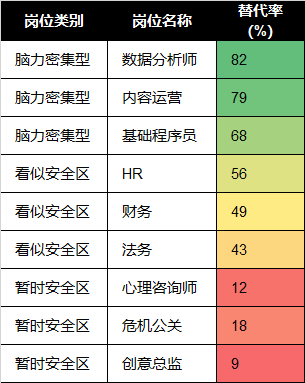 岗位类别 岗位名称 替代率
(%)
脑力密集型 数据分析师 82
脑力密集型 内容运营 79
脑力密集型 基础程序员 68
看似安全区 HR 56
看似安全区 财务 49
看似安全区 法务 43
暂时安全区 心理咨询师 12
暂时安全区 危机公关 18
暂时安全区 创意总监 9